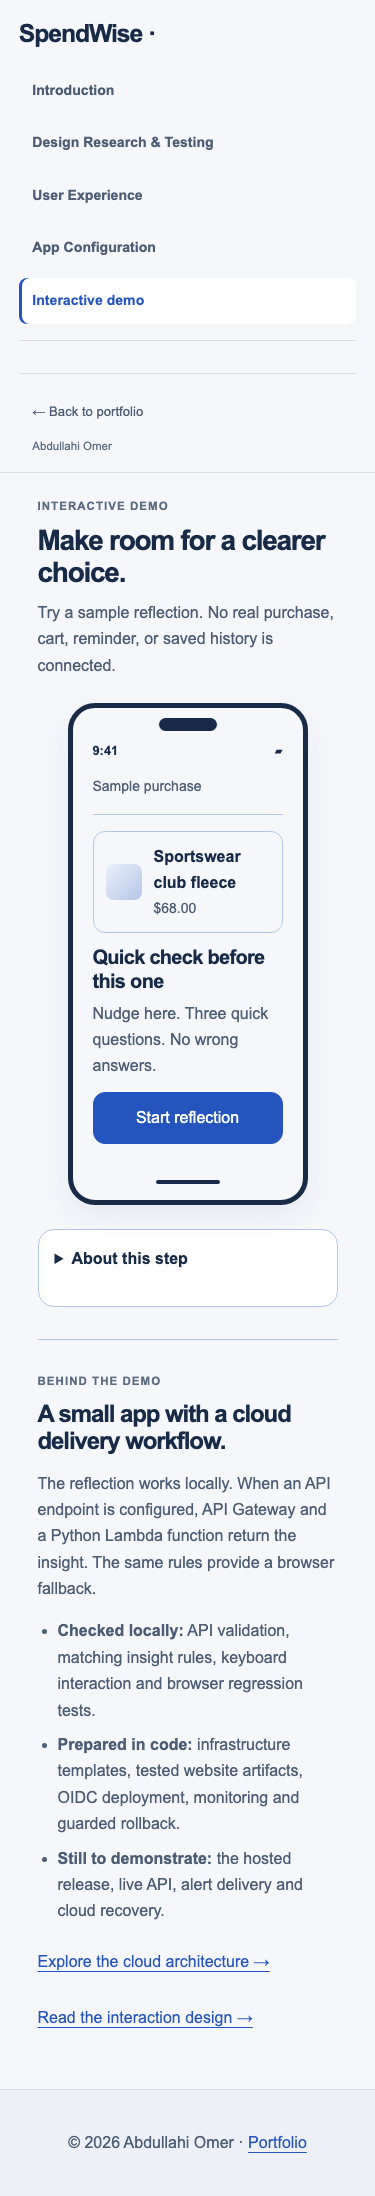 SpendWise ·
Introduction
Design Research & Testing
User Experience
App Configuration
Interactive demo
← Back to portfolio
Abdullahi Omer
INTERACTIVE DEMO
Make room for a clearer
choice.
Try a sample reflection. No real purchase,
cart, reminder, or saved history is
connected.
9:41
Sample purchase
Sportswear
club fleece
$68.00
Quick check before
this one
Nudge here. Three quick
questions. No wrong
answers.
Start reflection
▶ About this step
BEHIND THE DEMO
A small app with a cloud
delivery workflow.
The reflection works locally. When an API
endpoint is configured, API Gateway and
a Python Lambda function return the
insight. The same rules provide a browser
fallback.
• Checked locally: API validation,
matching insight rules, keyboard
interaction and browser regression
tests.
• Prepared in code: infrastructure
templates, tested website artifacts,
OIDC deployment, monitoring and
guarded rollback.
• Still to demonstrate: the hosted
release, live API, alert delivery and
cloud recovery.
Explore the cloud architecture →
Read the interaction design →
© 2026 Abdullahi Omer · Portfolio